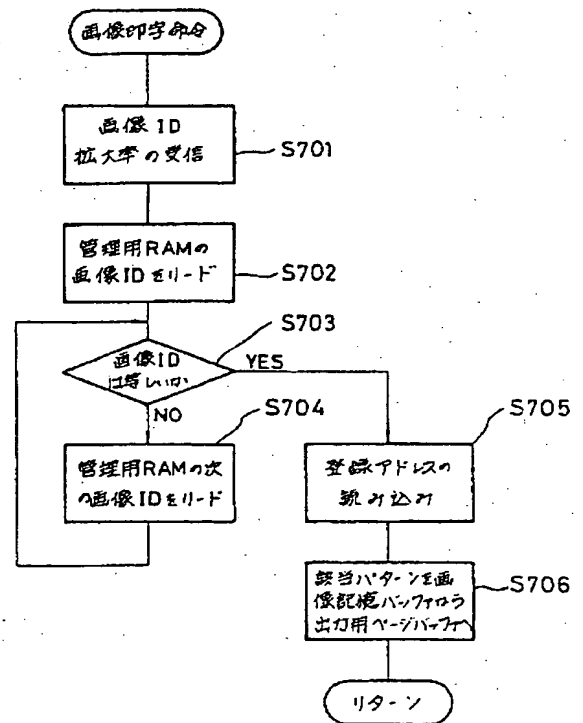 画像印字命令
画像ID
拡大率の受信
S701
管理用RAMの
画像IDをリード
S702
S703
画像ID
は等しいか
YES
NO
S704
管理用RAMの次
の画像IDをリード
S705
登録アドレスの
読み込み
該当パターンを画
像記憶バッファから
出力用ページバッファへ
S706
リターン